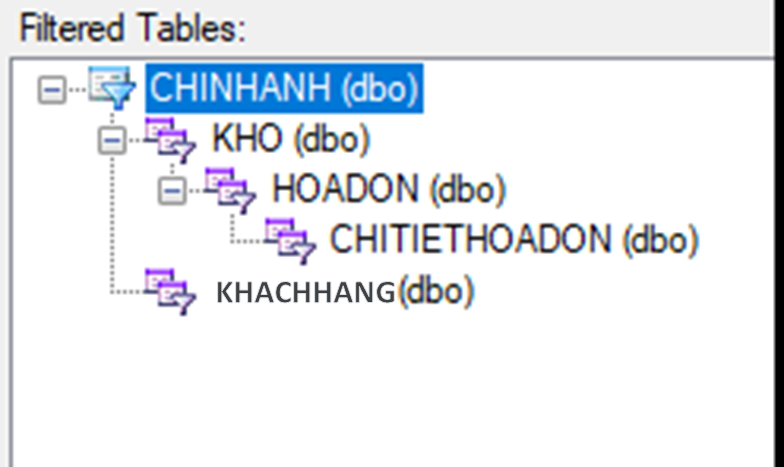 Filtered Tables:
CHINHANH (dbo)
KHO (dbo)
HOADON (dbo)
CHITIETHOADON (dbo)
KHACHHANG(dbo)